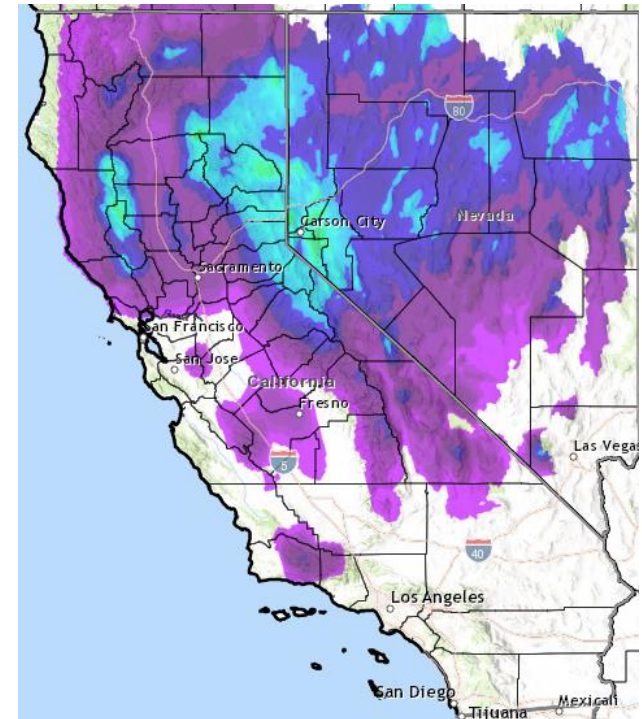 80
Carson City
Nevada
Sacramento
San Francisco
San Jose
California
Fresno
5
Las Vegas
40
Los Angeles
San Diego
Tijuana
Mexicali